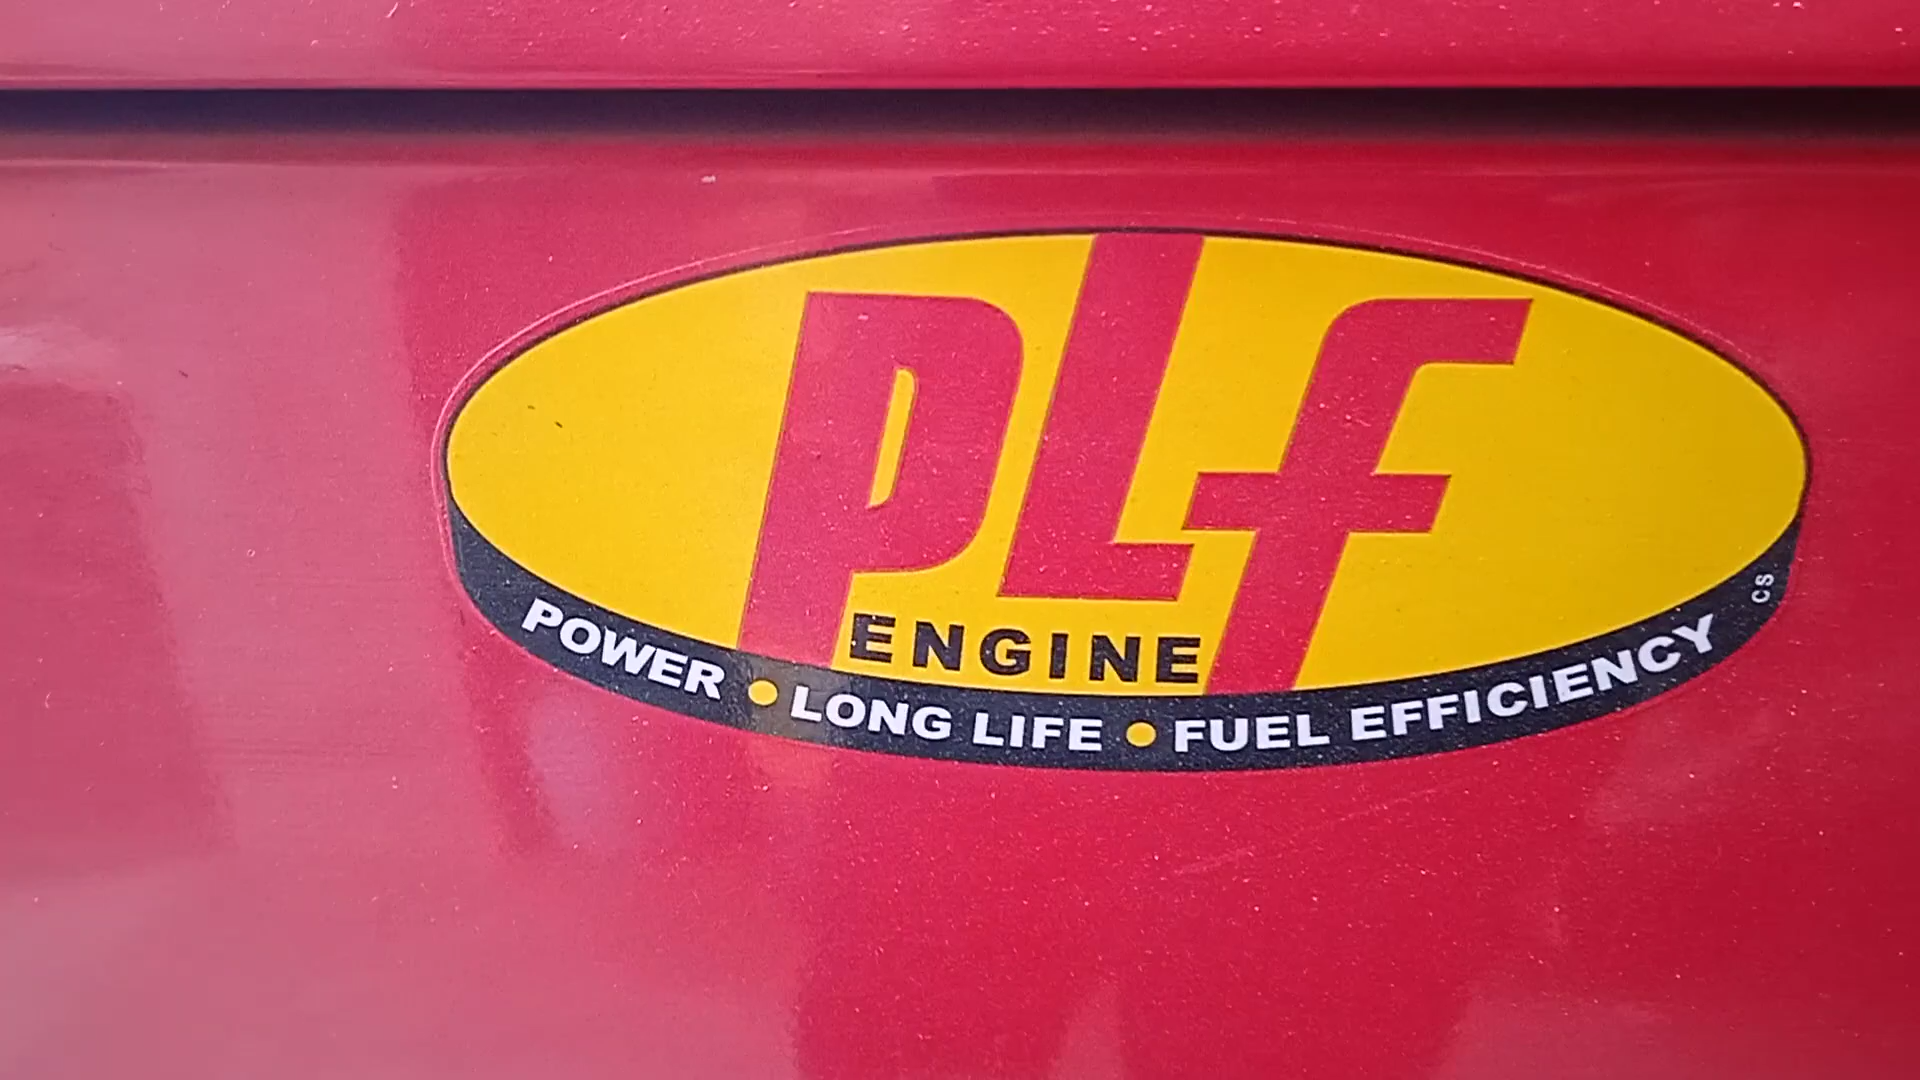 PLf
ENGINE
POWER • LONG LIFE • FUEL EFFICIENCY
CS